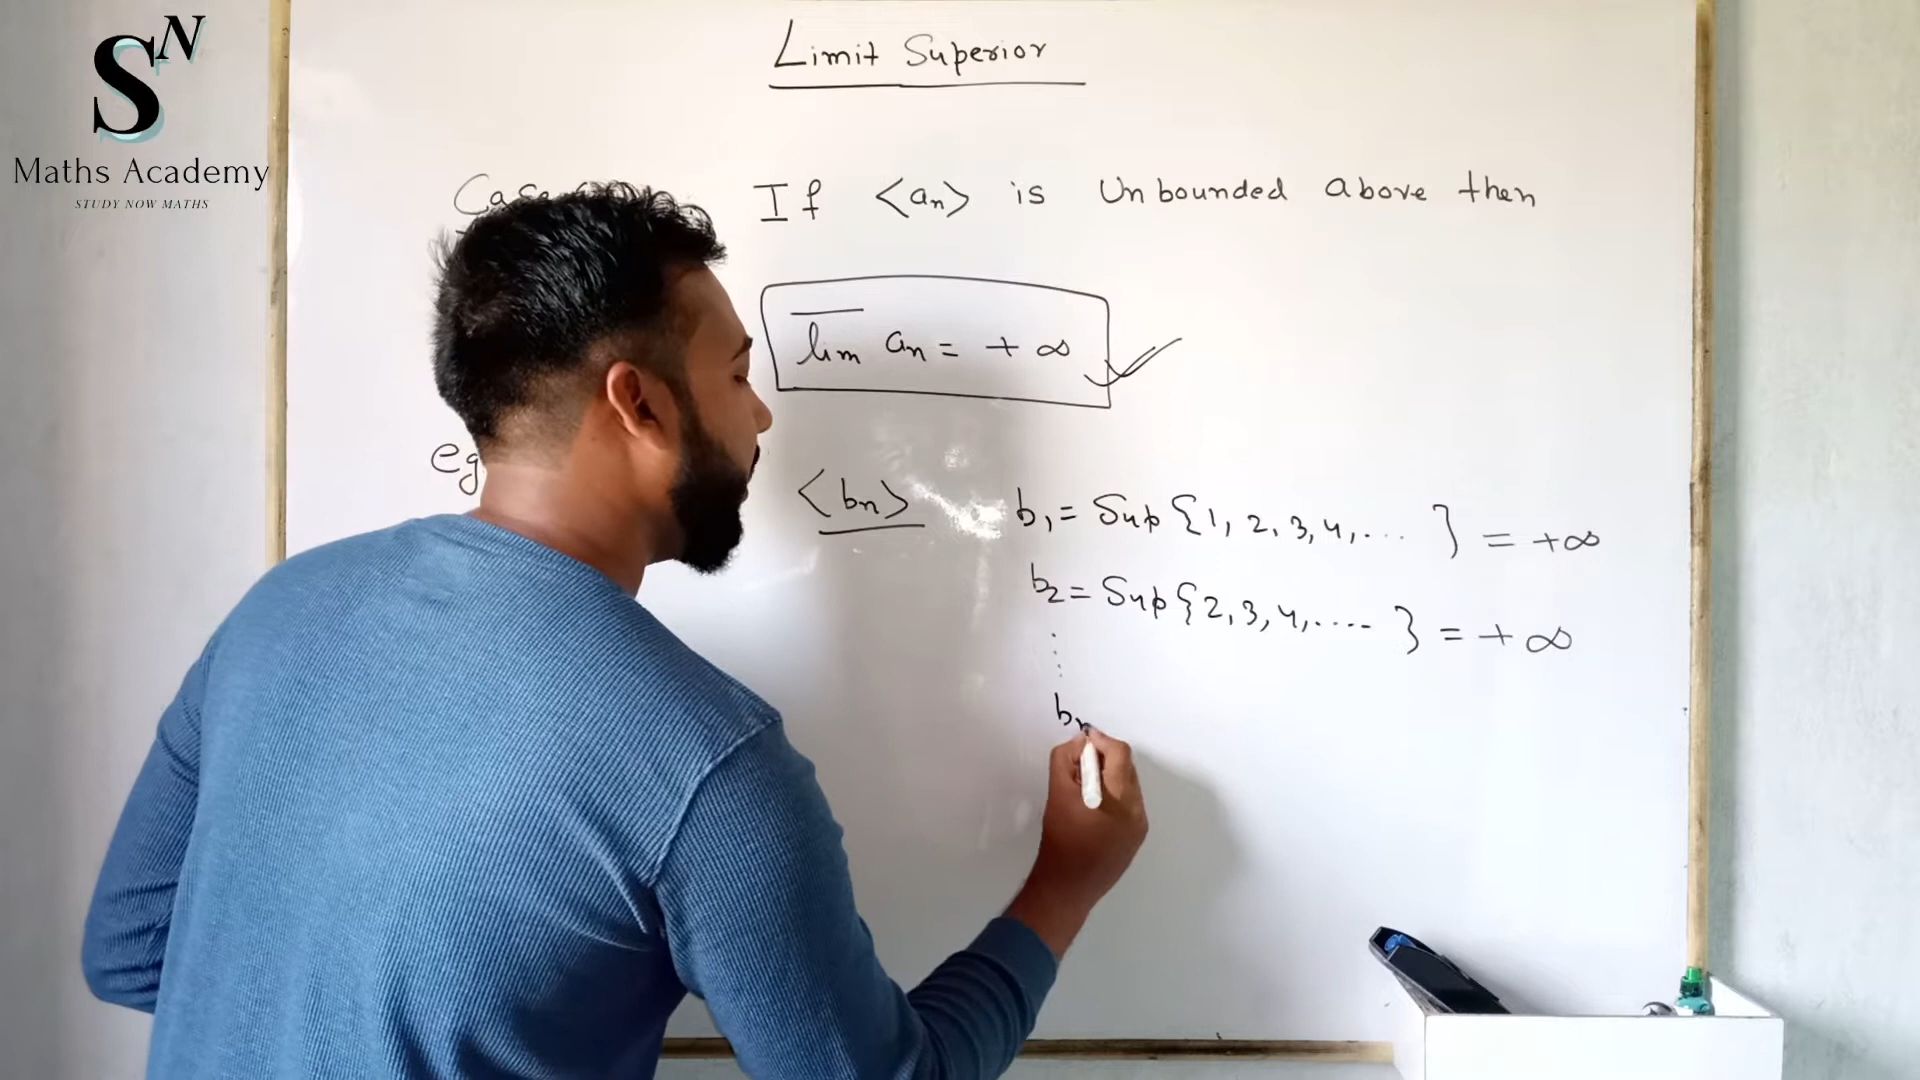 SN
Maths Academy
STUDY NOW MATHS
Limit Superior
If <aₙ> is Unbounded above then
l̅i̅m̅ aₙ = + ∞
eg
<bₙ> b₁ = Sup {1, 2, 3, 4, ... } = +∞
b₂ = Sup {2, 3, 4, ..... } = + ∞
bₙ